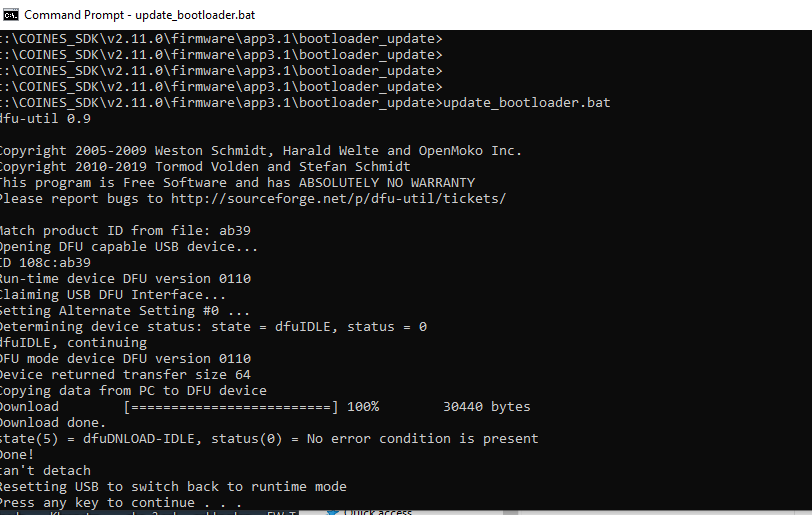 Command Prompt - update_bootloader.bat
:\COINES_SDK\v2.11.0\firmware\app3.1\bootloader_update>
:\COINES_SDK\v2.11.0\firmware\app3.1\bootloader_update>
:\COINES_SDK\v2.11.0\firmware\app3.1\bootloader_update>
:\COINES_SDK\v2.11.0\firmware\app3.1\bootloader_update>
:\COINES_SDK\v2.11.0\firmware\app3.1\bootloader_update>update_bootloader.bat
dfu-util 0.9
Copyright 2005-2009 Weston Schmidt, Harald Welte and OpenMoko Inc.
Copyright 2010-2019 Tormod Volden and Stefan Schmidt
This program is Free Software and has ABSOLUTELY NO WARRANTY
Please report bugs to http://sourceforge.net/p/dfu-util/tickets/
Match product ID from file: ab39
Opening DFU capable USB device...
ID 108c:ab39
Run-time device DFU version 0110
Claiming USB DFU Interface...
Setting Alternate Setting #0 ...
Determining device status: state = dfuIDLE, status = 0
dfuIDLE, continuing
DFU mode device DFU version 0110
Device returned transfer size 64
Copying data from PC to DFU device
Download [=========================] 100% 30440 bytes
Download done.
state(5) = dfuDNLOAD-IDLE, status(0) = No error condition is present
Done!
can't detach
Resetting USB to switch back to runtime mode
Press any key to continue . . .
Quick access